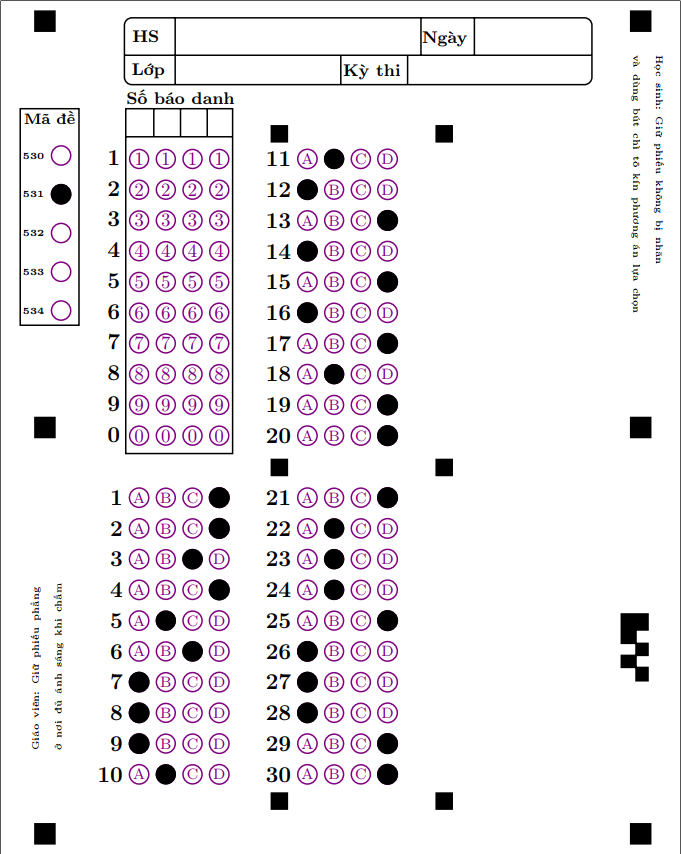 HS
Ngày
Lớp
Kỳ thi
Học sinh: Giữ phiếu không bị nhăn
và dùng bút chì tô kín phương án lựa chọn
Số báo danh
Mã đề
530
531
532
533
534
1 1 1 1 1
2 2 2 2 2
3 3 3 3 3
4 4 4 4 4
5 5 5 5 5
6 6 6 6 6
7 7 7 7 7
8 8 8 8 8
9 9 9 9 9
0 0 0 0 0
11 A C D
12 B C D
13 A B C
14 B C D
15 A B C
16 B C D
17 A B C
18 A C D
19 A B C
20 A B C
1 A B C
2 A B C
3 A B D
4 A B C
5 A C D
6 A B D
7 B C D
8 B C D
9 B C D
10 A C D
21 A B C
22 A C D
23 A C D
24 A C D
25 A B C
26 B C D
27 B C D
28 B C D
29 A B C
30 A B C
Giáo viên: Giữ phiếu phẳng
ở nơi đủ ánh sáng khi chấm